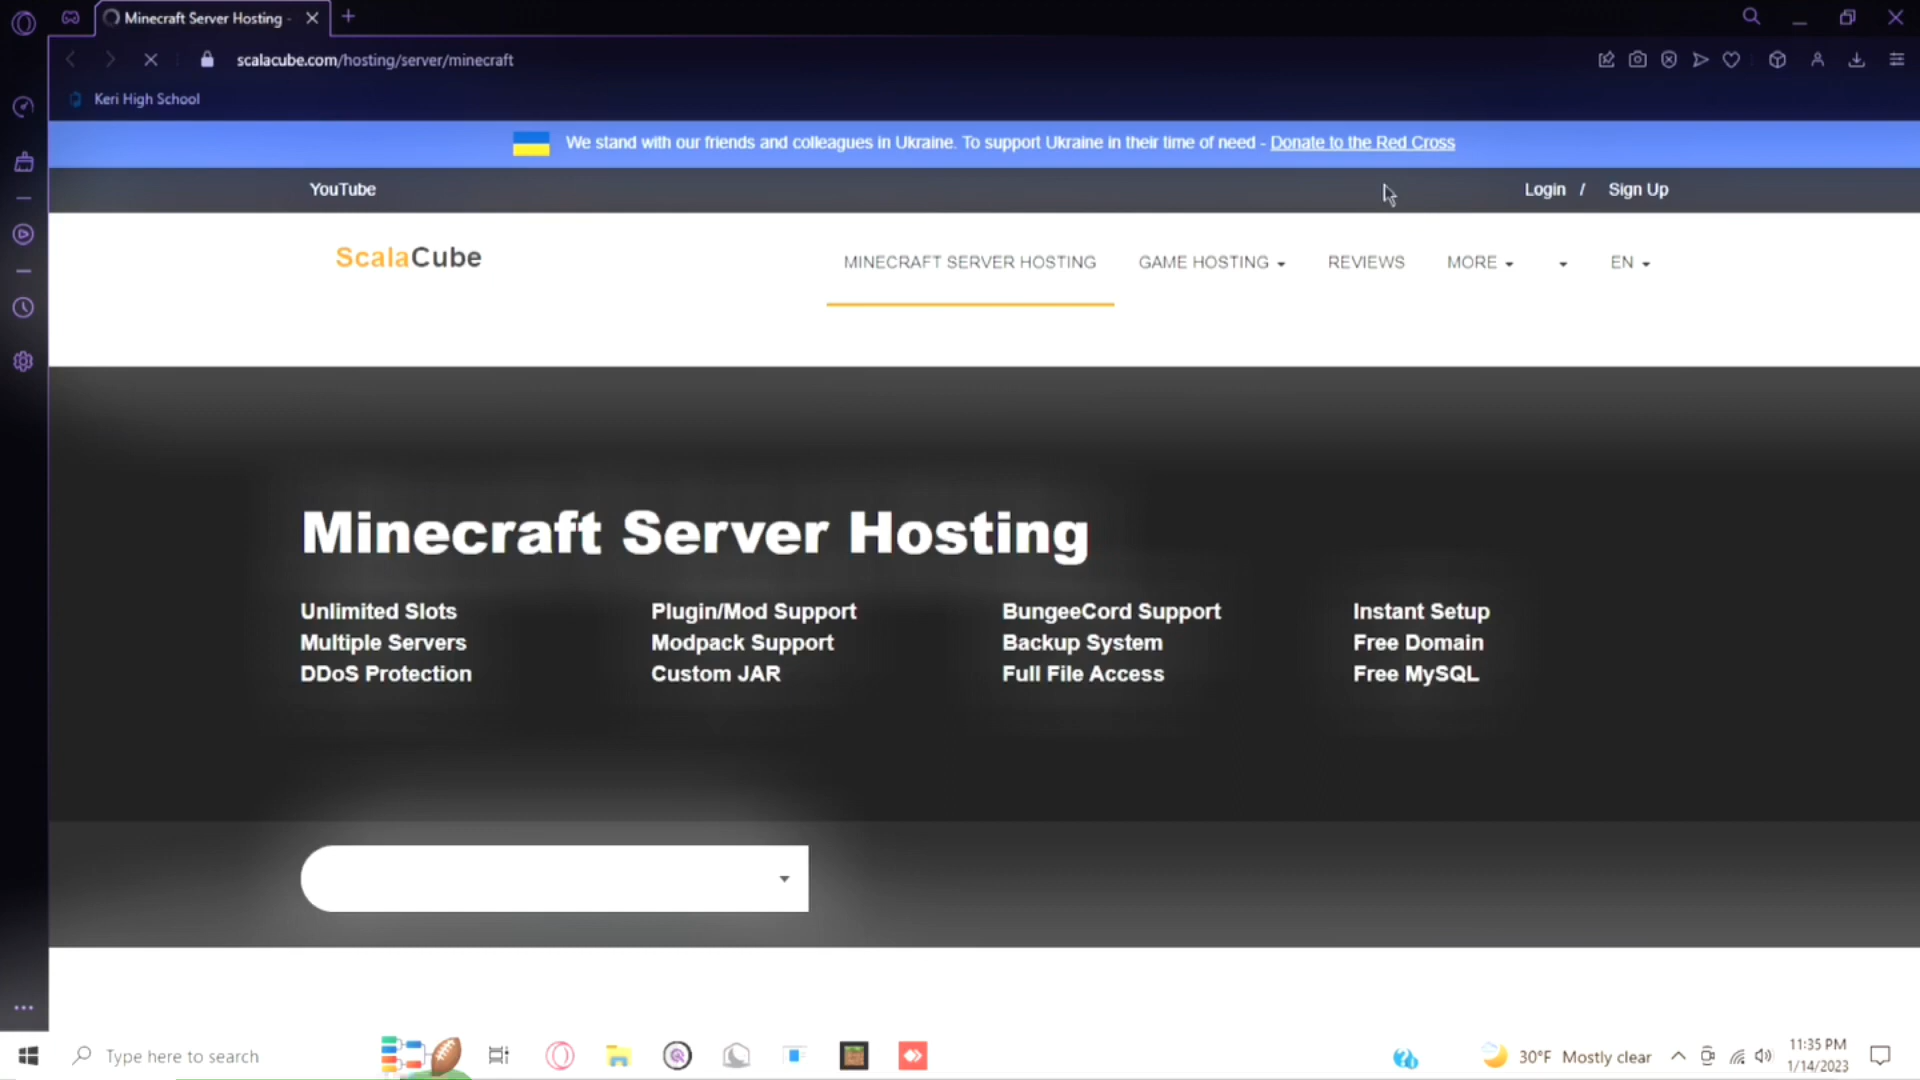 Minecraft Server Hosting -
scalacube.com/hosting/server/minecraft
Keri High School
We stand with our friends and colleagues in Ukraine. To support Ukraine in their time of need - Donate to the Red Cross
YouTube
Login / Sign Up
ScalaCube
MINECRAFT SERVER HOSTING GAME HOSTING REVIEWS MORE EN
Minecraft Server Hosting
Unlimited Slots Plugin/Mod Support BungeeCord Support Instant Setup
Multiple Servers Modpack Support Backup System Free Domain
DDoS Protection Custom JAR Full File Access Free MySQL
Type here to search
30°F Mostly clear
11:35 PM
1/14/2023